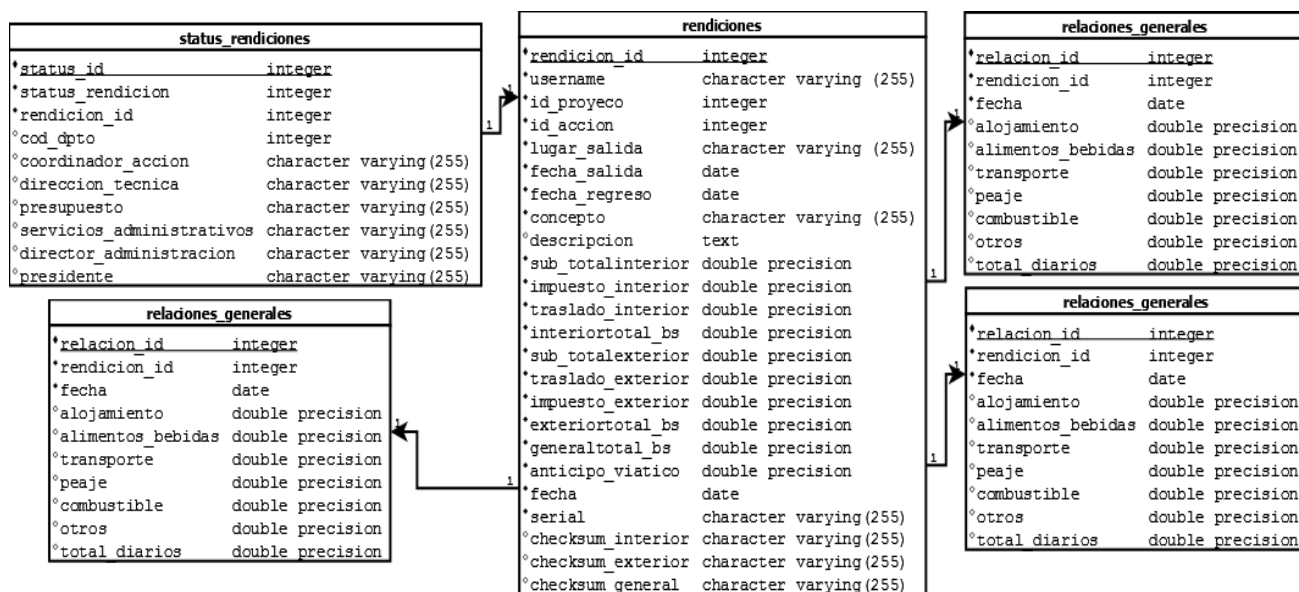 status_rendiciones
status_id integer
status_rendicion integer
rendicion_id integer
cod_dpto integer
coordinador_accion character varying(255)
direccion_tecnica character varying(255)
presupuesto character varying(255)
servicios_administrativos character varying(255)
director_administracion character varying(255)
presidente character varying(255)
1
1
rendiciones
rendicion_id integer
username character varying (255)
id_proyeco integer
id_accion integer
lugar_salida character varying (255)
fecha_salida date
fecha_regreso date
concepto character varying (255)
descripcion text
sub_totalinterior double precision
impuesto_interior double precision
traslado_interior double precision
interiortotal_bs double precision
sub_totalexterior double precision
traslado_exterior double precision
impuesto_exterior double precision
exteriortotal_bs double precision
generaltotal_bs double precision
anticipo_viatico double precision
fecha date
serial character varying(255)
checksum_interior character varying(255)
checksum_exterior character varying(255)
checksum_general character varying(255)
1
1
relaciones_generales
relacion_id integer
rendicion_id integer
fecha date
alojamiento double precision
alimentos_bebidas double precision
transporte double precision
peaje double precision
combustible double precision
otros double precision
total_diarios double precision
relaciones_generales
relacion_id integer
rendicion_id integer
fecha date
alojamiento double precision
alimentos_bebidas double precision
transporte double precision
peaje double precision
combustible double precision
otros double precision
total_diarios double precision
1
1
1
1
relaciones_generales
relacion_id integer
rendicion_id integer
fecha date
alojamiento double precision
alimentos_bebidas double precision
transporte double precision
peaje double precision
combustible double precision
otros double precision
total_diarios double precision